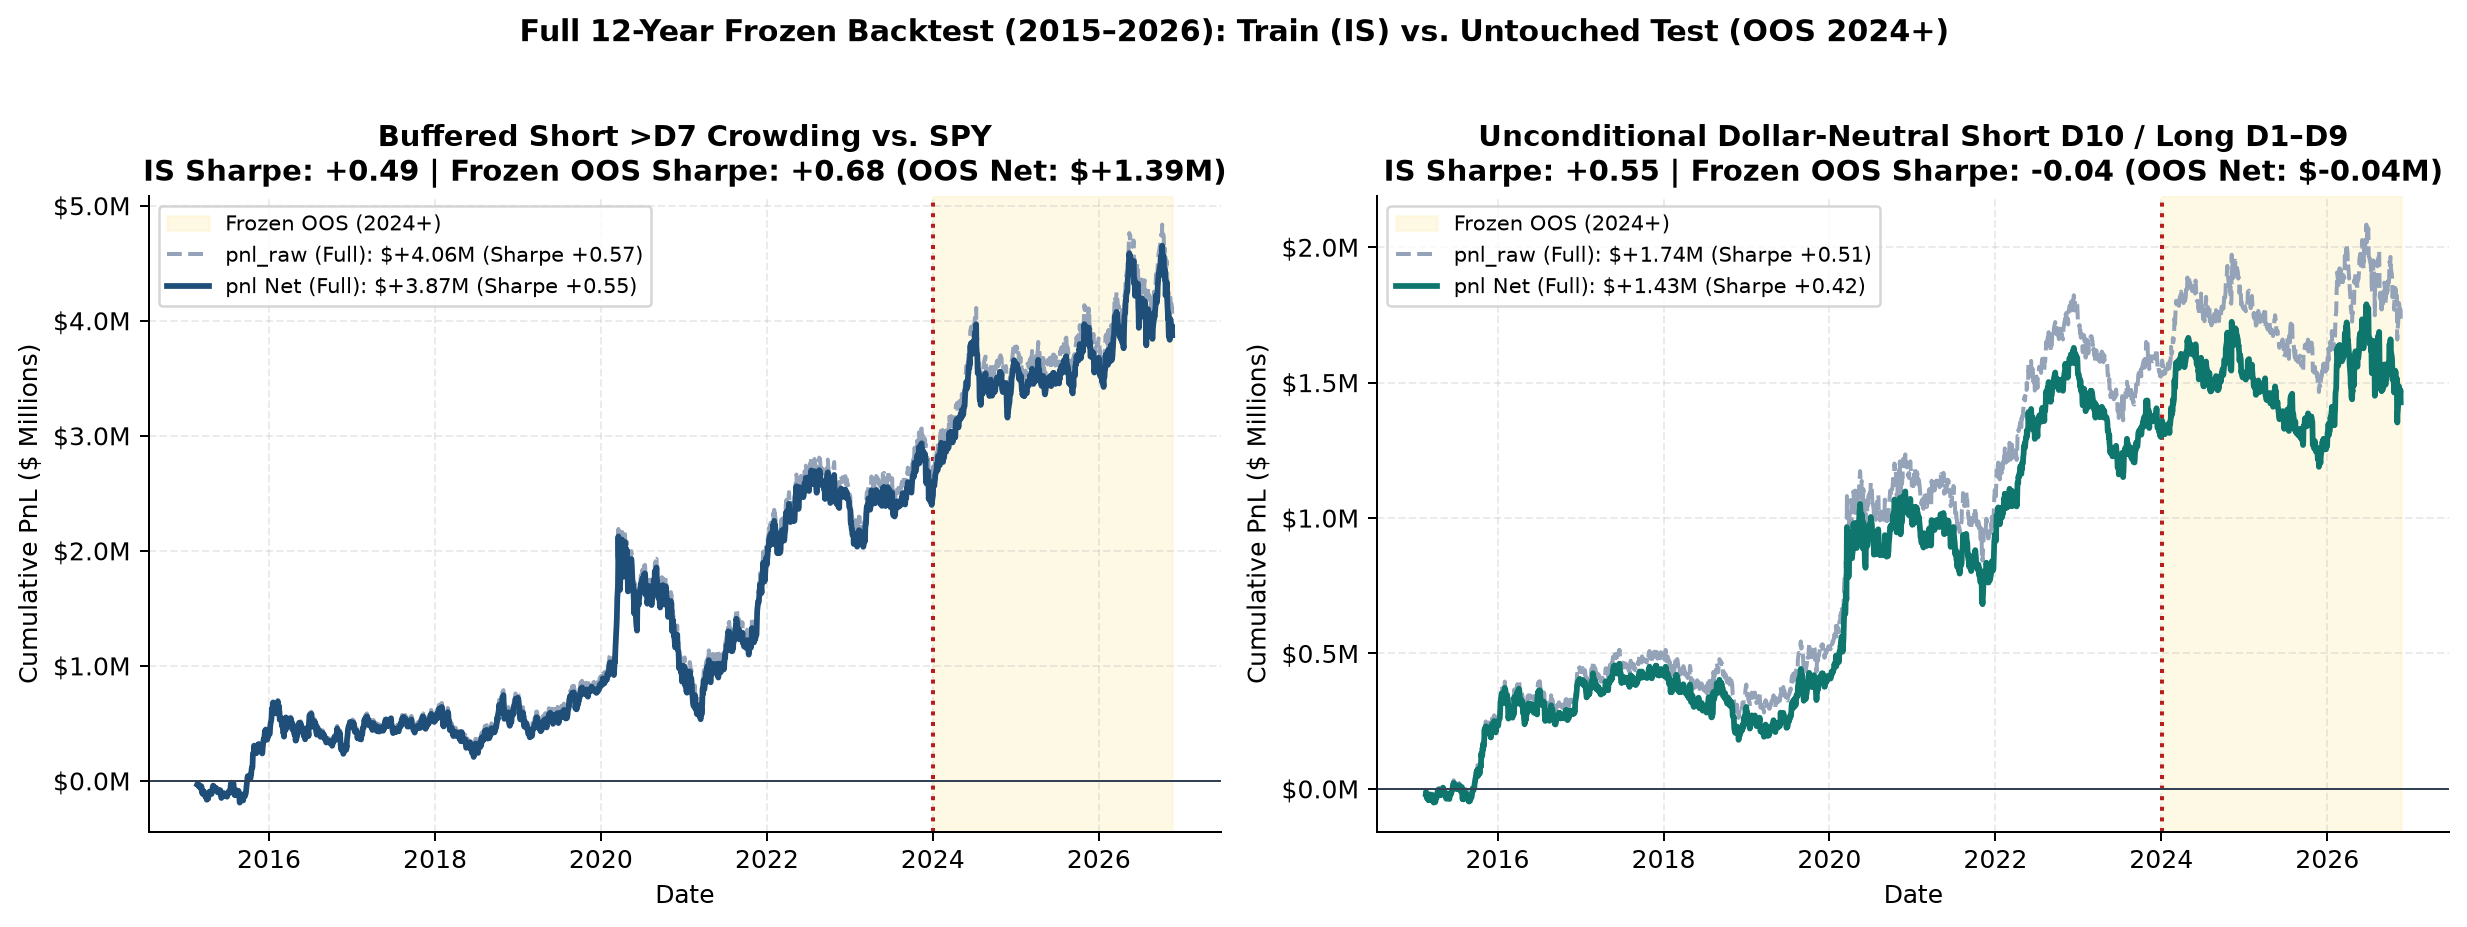 Full 12-Year Frozen Backtest (2015–2026): Train (IS) vs. Untouched Test (OOS 2024+)
Buffered Short >D7 Crowding vs. SPY
IS Sharpe: +0.49 | Frozen OOS Sharpe: +0.68 (OOS Net: $+1.39M)
Frozen OOS (2024+)
pnl_raw (Full): $+4.06M (Sharpe +0.57)
pnl Net (Full): $+3.87M (Sharpe +0.55)
Cumulative PnL ($ Millions)
$5.0M
$4.0M
$3.0M
$2.0M
$1.0M
$0.0M
2016 2018 2020 2022 2024 2026
Date
Unconditional Dollar-Neutral Short D10 / Long D1–D9
IS Sharpe: +0.55 | Frozen OOS Sharpe: -0.04 (OOS Net: $-0.04M)
Frozen OOS (2024+)
pnl_raw (Full): $+1.74M (Sharpe +0.51)
pnl Net (Full): $+1.43M (Sharpe +0.42)
Cumulative PnL ($ Millions)
$2.0M
$1.5M
$1.0M
$0.5M
$0.0M
2016 2018 2020 2022 2024 2026
Date